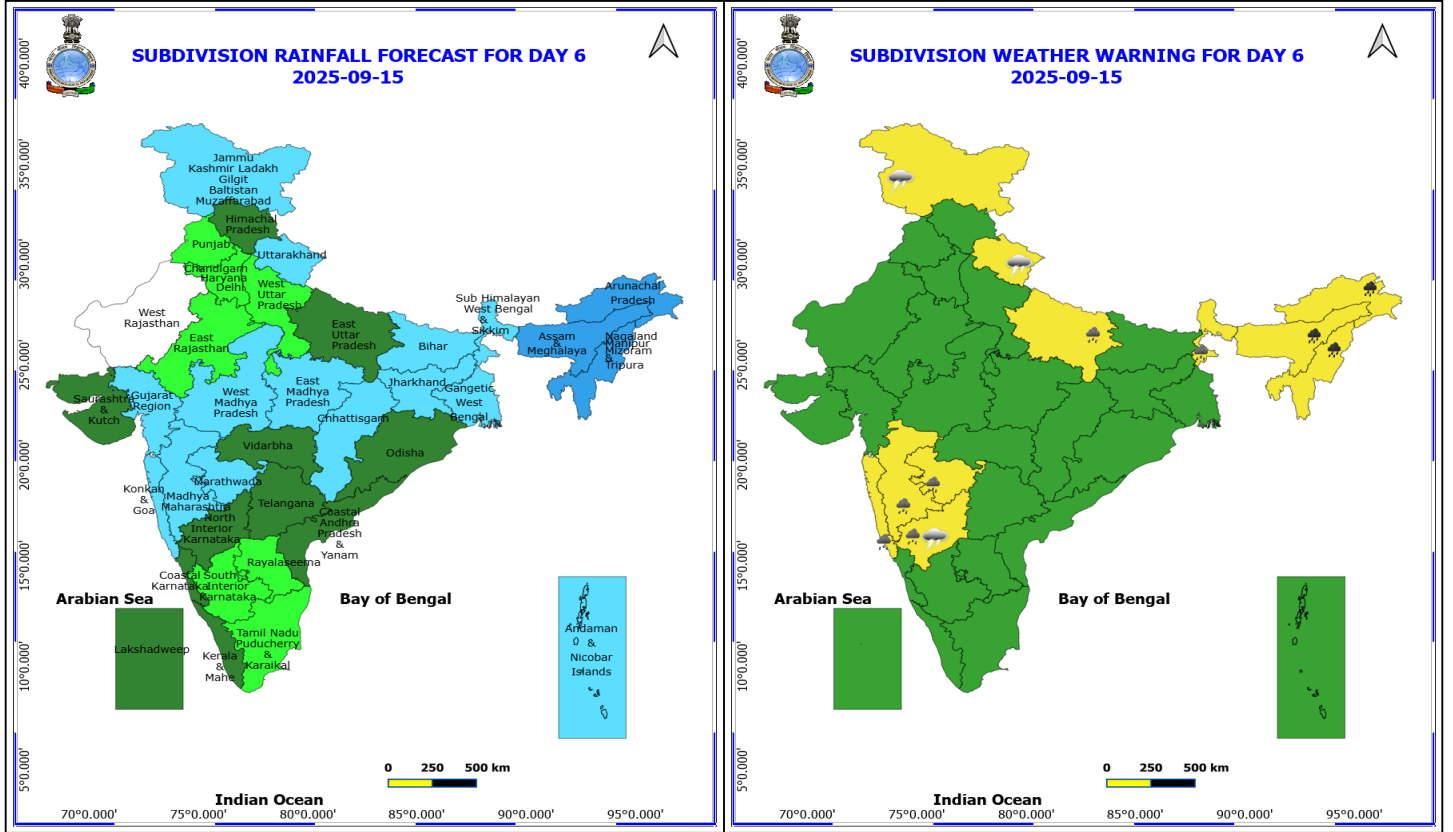 SUBDIVISION RAINFALL FORECAST FOR DAY 6
2025-09-15
40°0.000'
35°0.000'
30°0.000'
25°0.000'
20°0.000'
15°0.000'
10°0.000'
5°0.000'
Jammu
Kashmir Ladakh
Gilgit
Baltistan
Muzaffarabad
Himachal
Pradesh
Punjab
Uttarakhand
Chandigarh
Haryana
Delhi
West
Uttar
Pradesh
West
Rajasthan
East
Rajasthan
East
Uttar
Pradesh
Sub Himalayan
West Bengal
&
Sikkim
Arunachal
Pradesh
Assam
&
Meghalaya
Nagaland
Manipur
Mizoram
&
Tripura
Bihar
Jharkhand
Gangetic
West
Bengal
Saurashtra
&
Kutch
Gujarat
Region
West
Madhya
Pradesh
East
Madhya
Pradesh
Chhattisgarh
Vidarbha
Odisha
Konkan
&
Goa
Madhya
Maharashtra
Marathwada
Telangana
North
Interior
Karnataka
Coastal
Andhra
Pradesh
&
Yanam
Rayalaseema
Coastal
Karnataka
South
Interior
Karnataka
Tamil Nadu
Puducherry
&
Karaikal
Kerala
&
Mahe
Lakshadweep
Andaman
&
Nicobar
Islands
Arabian Sea
Bay of Bengal
Indian Ocean
0 250 500 km
70°0.000' 75°0.000' 80°0.000' 85°0.000' 90°0.000' 95°0.000'
SUBDIVISION WEATHER WARNING FOR DAY 6
2025-09-15
40°0.000'
35°0.000'
30°0.000'
25°0.000'
20°0.000'
15°0.000'
10°0.000'
5°0.000'
Arabian Sea
Bay of Bengal
Indian Ocean
0 250 500 km
70°0.000' 75°0.000' 80°0.000' 85°0.000' 90°0.000' 95°0.000'